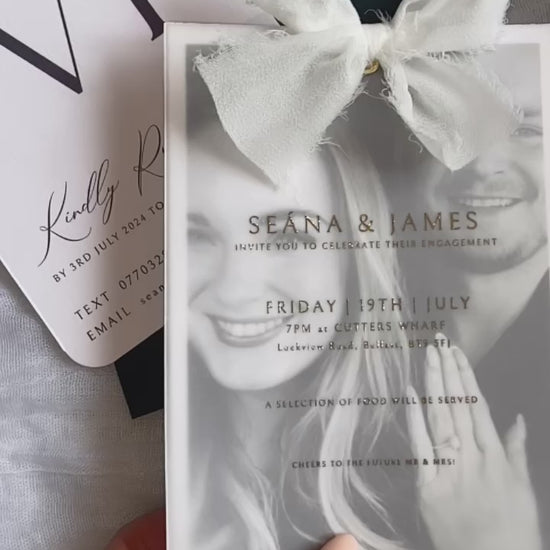 Kindly
BY 3RD JULY 2024 TO
TEXT 0770328
EMAIL sean
SEÁNA & JAMES
INVITE YOU TO CELEBRATE THEIR ENGAGEMENT
FRIDAY | 19TH | JULY
7PM at CUTTERS WHARF
Lockview Road, Belfast, BT9 5FJ
A SELECTION OF FOOD WILL BE SERVED
CHEERS TO THE FUTURE MR & MRS!